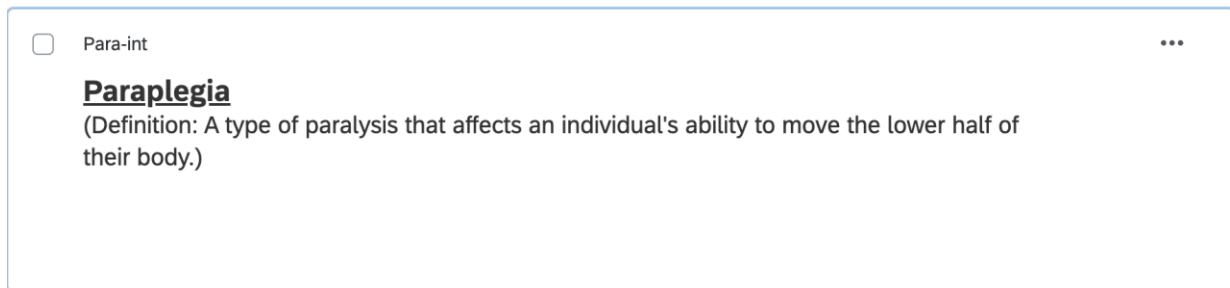 Para-int
Paraplegia
(Definition: A type of paralysis that affects an individual's ability to move the lower half of
their body.)